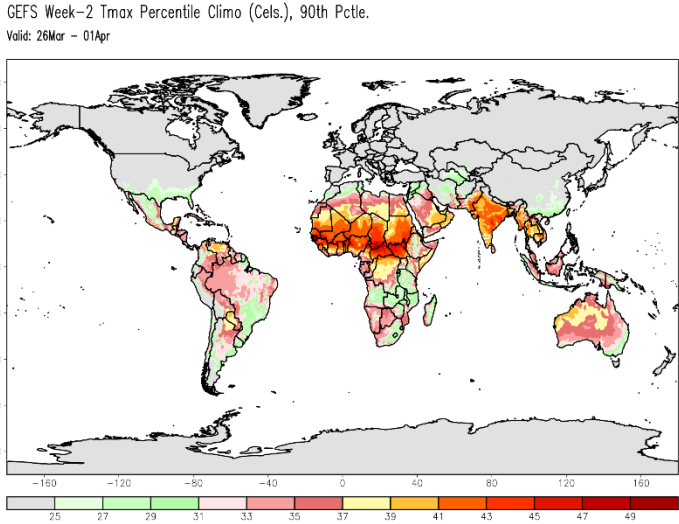 GEFS Week-2 Tmax Percentile Climo (Cels.), 90th Pctle.
Valid: 26Mar - 01Apr
-160 -120 -80 -40 0 40 80 120 160
25 27 29 31 33 35 37 39 41 43 45 47 49